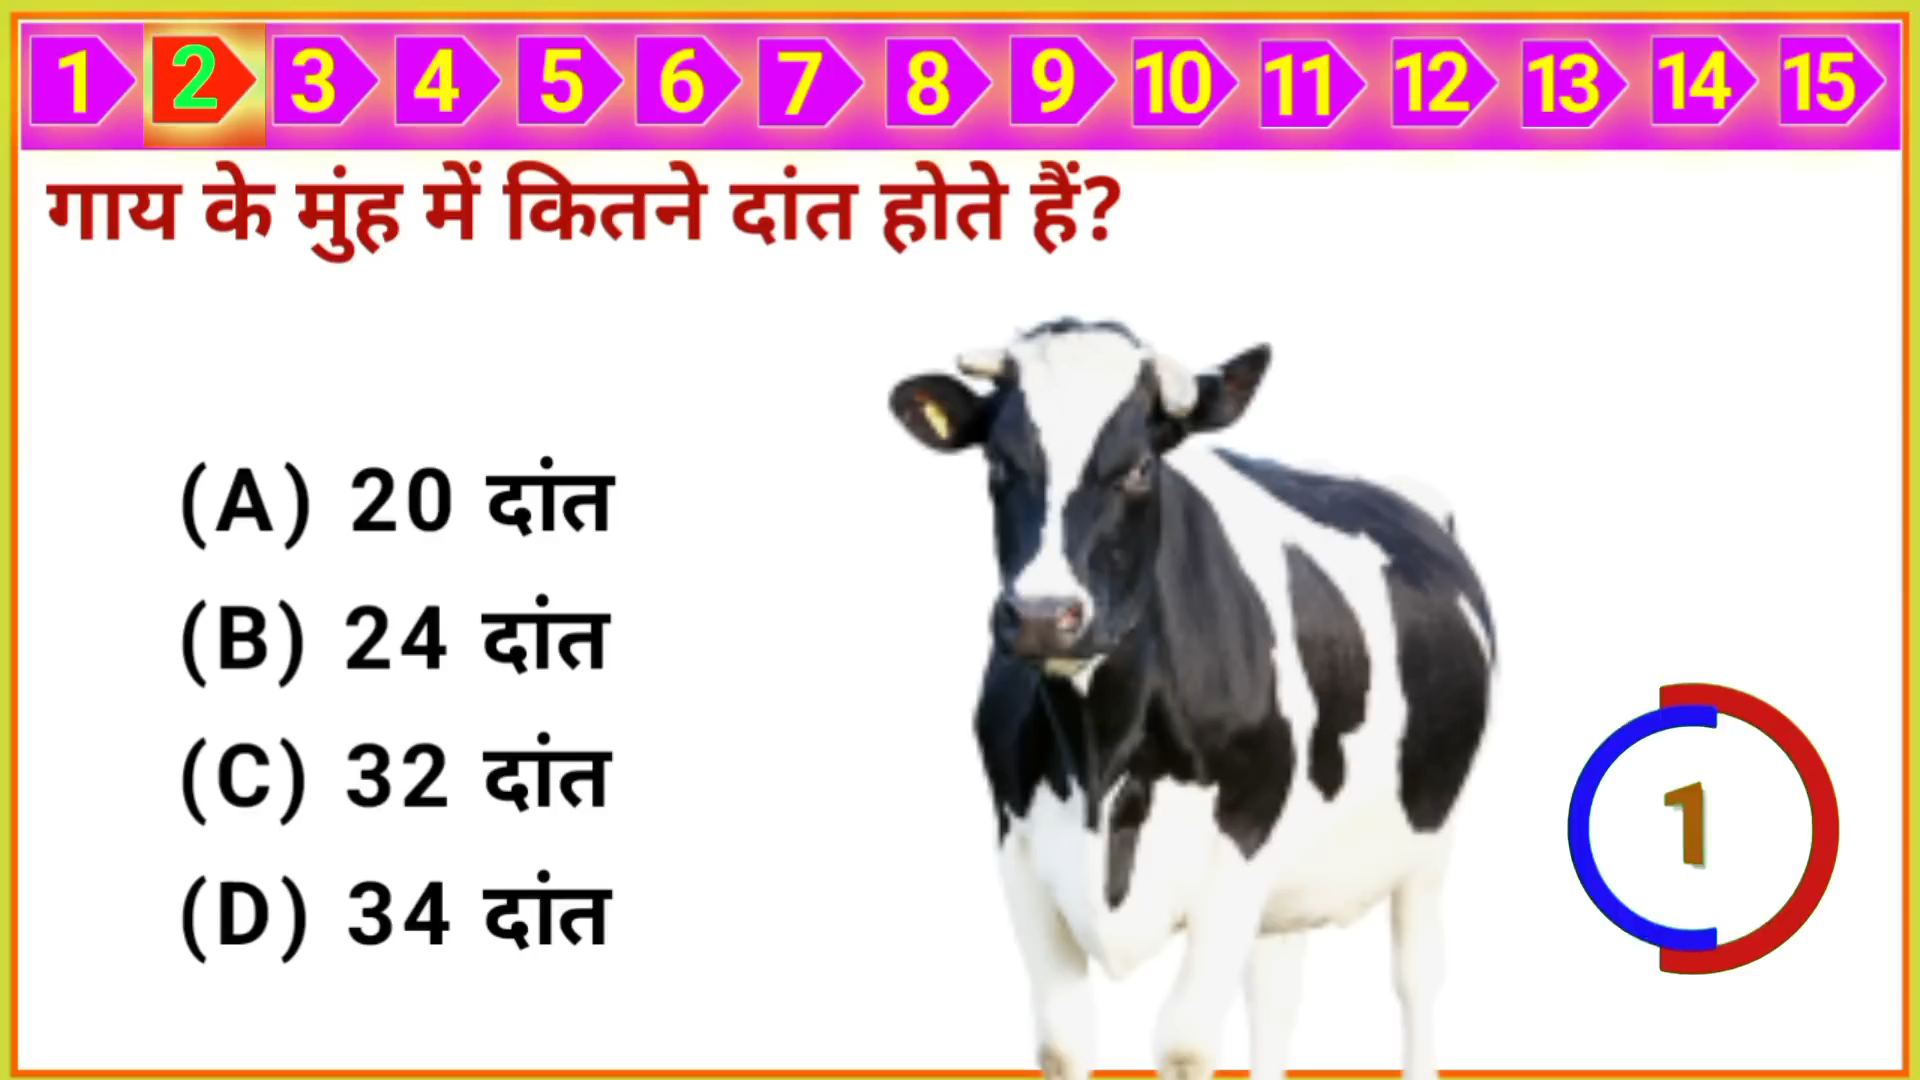 1 2 3 4 5 6 7 8 9 10 11 12 13 14 15
गाय के मुंह में कितने दांत होते हैं?
(A) 20 दांत
(B) 24 दांत
(C) 32 दांत
(D) 34 दांत
1